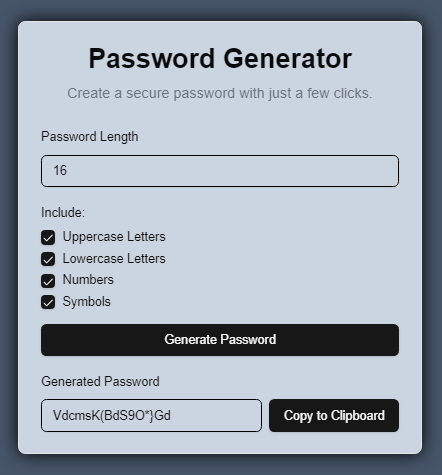 Password Generator
Create a secure password with just a few clicks.
Password Length
16
Include:
Uppercase Letters
Lowercase Letters
Numbers
Symbols
Generate Password
Generated Password
VdcmsK(BdS9O*}Gd
Copy to Clipboard